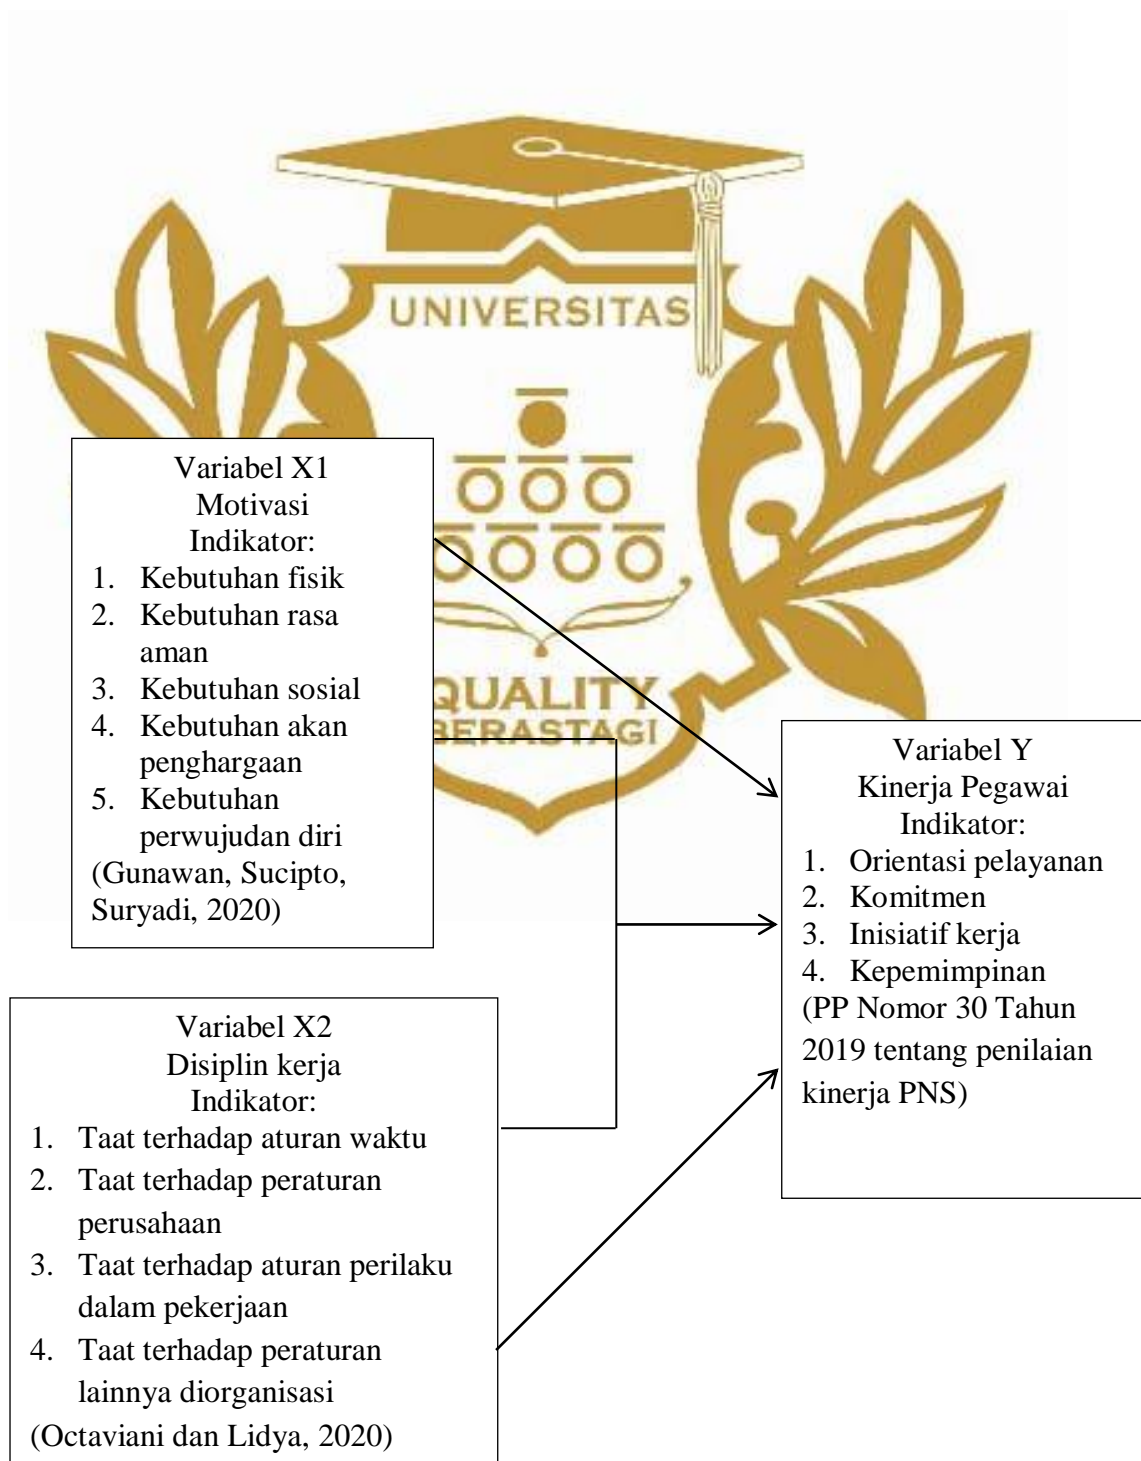 UNIVERSITAS
QUALITY
BERASTAGI
Variabel X1
Motivasi
Indikator:
1. Kebutuhan fisik
2. Kebutuhan rasa
aman
3. Kebutuhan sosial
4. Kebutuhan akan
penghargaan
5. Kebutuhan
perwujudan diri
(Gunawan, Sucipto,
Suryadi, 2020)
Variabel Y
Kinerja Pegawai
Indikator:
1. Orientasi pelayanan
2. Komitmen
3. Inisiatif kerja
4. Kepemimpinan
(PP Nomor 30 Tahun
2019 tentang penilaian
kinerja PNS)
Variabel X2
Disiplin kerja
Indikator:
1. Taat terhadap aturan waktu
2. Taat terhadap peraturan
perusahaan
3. Taat terhadap aturan perilaku
dalam pekerjaan
4. Taat terhadap peraturan
lainnya diorganisasi
(Octaviani dan Lidya, 2020)